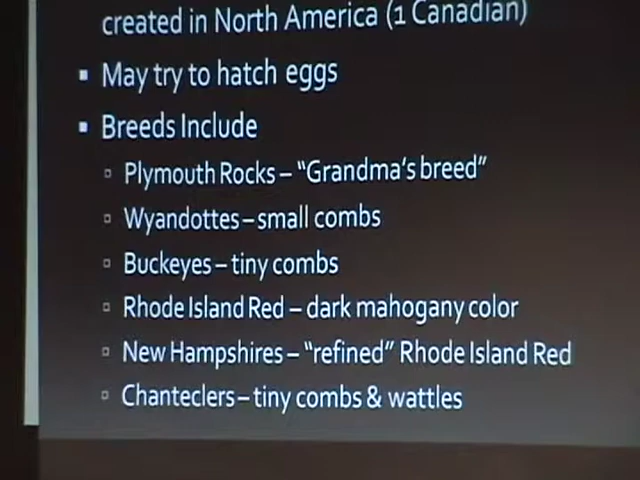 created in North America (1 Canadian)
▪ May try to hatch eggs
▪ Breeds Include
▫ Plymouth Rocks – “Grandma’s breed”
▫ Wyandottes – small combs
▫ Buckeyes – tiny combs
▫ Rhode Island Red – dark mahogany color
▫ New Hampshires – “refined” Rhode Island Red
▫ Chanteclers – tiny combs & wattles